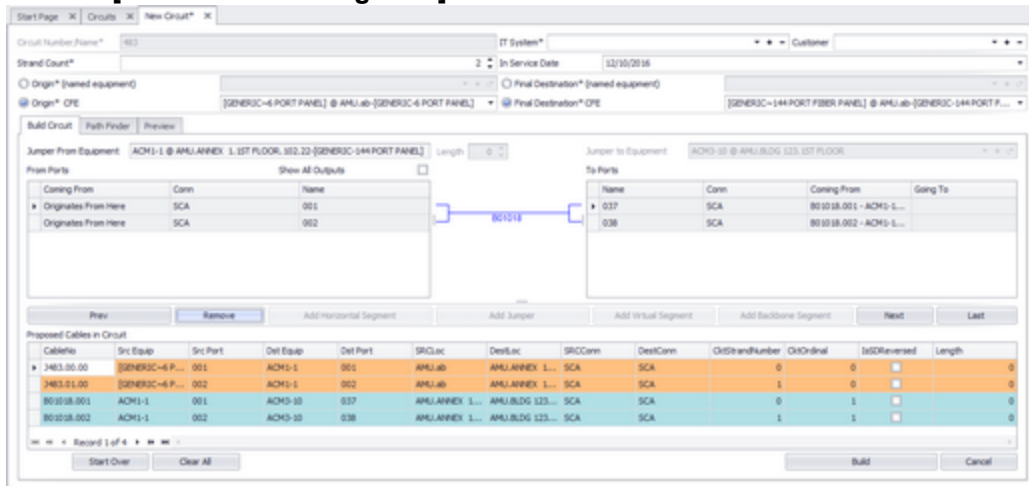 Start Page Circuits New Circuit*
Circuit Number/Name* 483 IT System* Customer
Strand Count* 2 In Service Date 12/10/2016
Origin* (named equipment) Final Destination* (named equipment)
Origin* CFE [GENERIC~6 PORT PANEL] @ AMU.ab-[GENERIC-6 PORT PANEL] Final Destination* CFE [GENERIC~144 PORT FIBER PANEL] @ AMU.ab-[GENERIC-144 PORT F...
Build Circuit Path Finder Preview
Jumper From Equipment ACM1-1 @ AMU.ANNEX 1.1ST FLOOR.102.22-[GENERIC-144 PORT PANEL] Length 0 Jumper to Equipment ACM3-10 @ AMU.BLDG 123.1ST FLOOR
From Ports Show All Outputs To Ports
Coming From Conn Name Name Conn Coming From Going To
Originates From Here SCA 001 037 SCA B01018.001 - ACM1-1...
Originates From Here SCA 002 038 SCA B01018.002 - ACM1-1...
B01018
Prev Remove Add Horizontal Segment Add Jumper Add Virtual Segment Add Backbone Segment Next Last
Proposed Cables in Circuit
CableNo Src Equip Src Port Dst Equip Dst Port SRCLoc DestLoc SRCConn DestConn CktStrandNumber CktOrdinal IsSDReversed Length
J483.00.00 [GENERIC~6 P... 001 ACM1-1 001 AMU.ab AMU.ANNEX 1.... SCA SCA 0 0 0
J483.01.00 [GENERIC~6 P... 002 ACM1-1 002 AMU.ab AMU.ANNEX 1.... SCA SCA 1 0 0
B01018.001 ACM1-1 001 ACM3-10 037 AMU.ANNEX 1.... AMU.BLDG 123.... SCA SCA 0 1 0
B01018.002 ACM1-1 002 ACM3-10 038 AMU.ANNEX 1.... AMU.BLDG 123.... SCA SCA 1 1 0
Record 1 of 4
Start Over Clear All Build Cancel